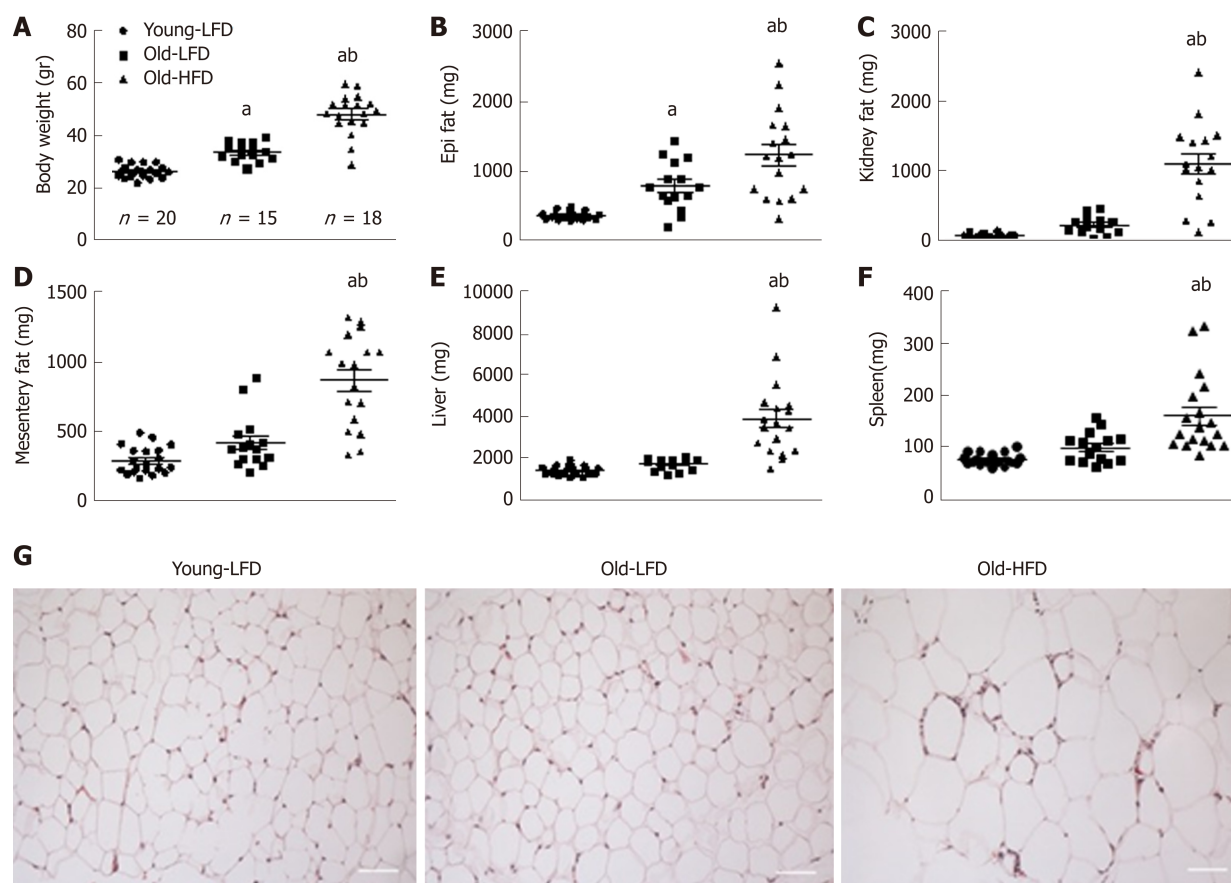 A
Body weight (gr)
80
60
40
20
0
Young-LFD
Old-LFD
Old-HFD
a
ab
n = 20
n = 15
n = 18
B
Epi fat (mg)
3000
2000
1000
0
a
ab
C
Kidney fat (mg)
3000
2000
1000
0
ab
D
Mesentery fat (mg)
1500
1000
500
0
ab
E
Liver (mg)
10000
8000
6000
4000
2000
0
ab
F
Spleen(mg)
400
300
200
100
0
ab
G
Young-LFD
Old-LFD
Old-HFD